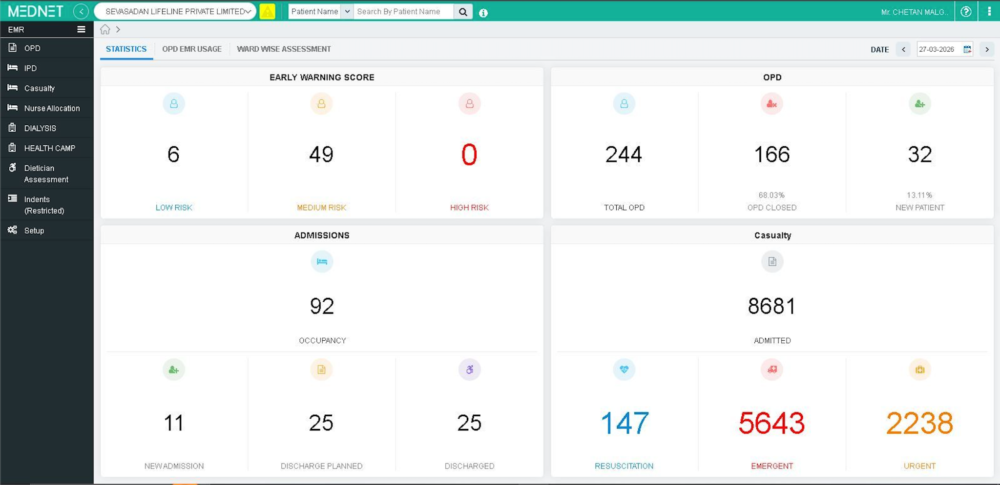 MEDNET
SEVASADAN LIFELINE PRIVATE LIMITED
Patient Name
Search By Patient Name
Mr. CHETAN MALG..
EMR
OPD
IPD
Casualty
Nurse Allocation
DIALYSIS
HEALTH CAMP
Dietician
Assessment
Indents
(Restricted)
Setup
STATISTICS
OPD EMR USAGE
WARD WISE ASSESSMENT
DATE
27-03-2026
EARLY WARNING SCORE
6
49
0
LOW RISK
MEDIUM RISK
HIGH RISK
OPD
244
166
32
68.03%
13.11%
TOTAL OPD
OPD CLOSED
NEW PATIENT
ADMISSIONS
92
OCCUPANCY
11
25
25
NEW ADMISSION
DISCHARGE PLANNED
DISCHARGED
Casualty
8681
ADMITTED
147
5643
2238
RESUSCITATION
EMERGENT
URGENT